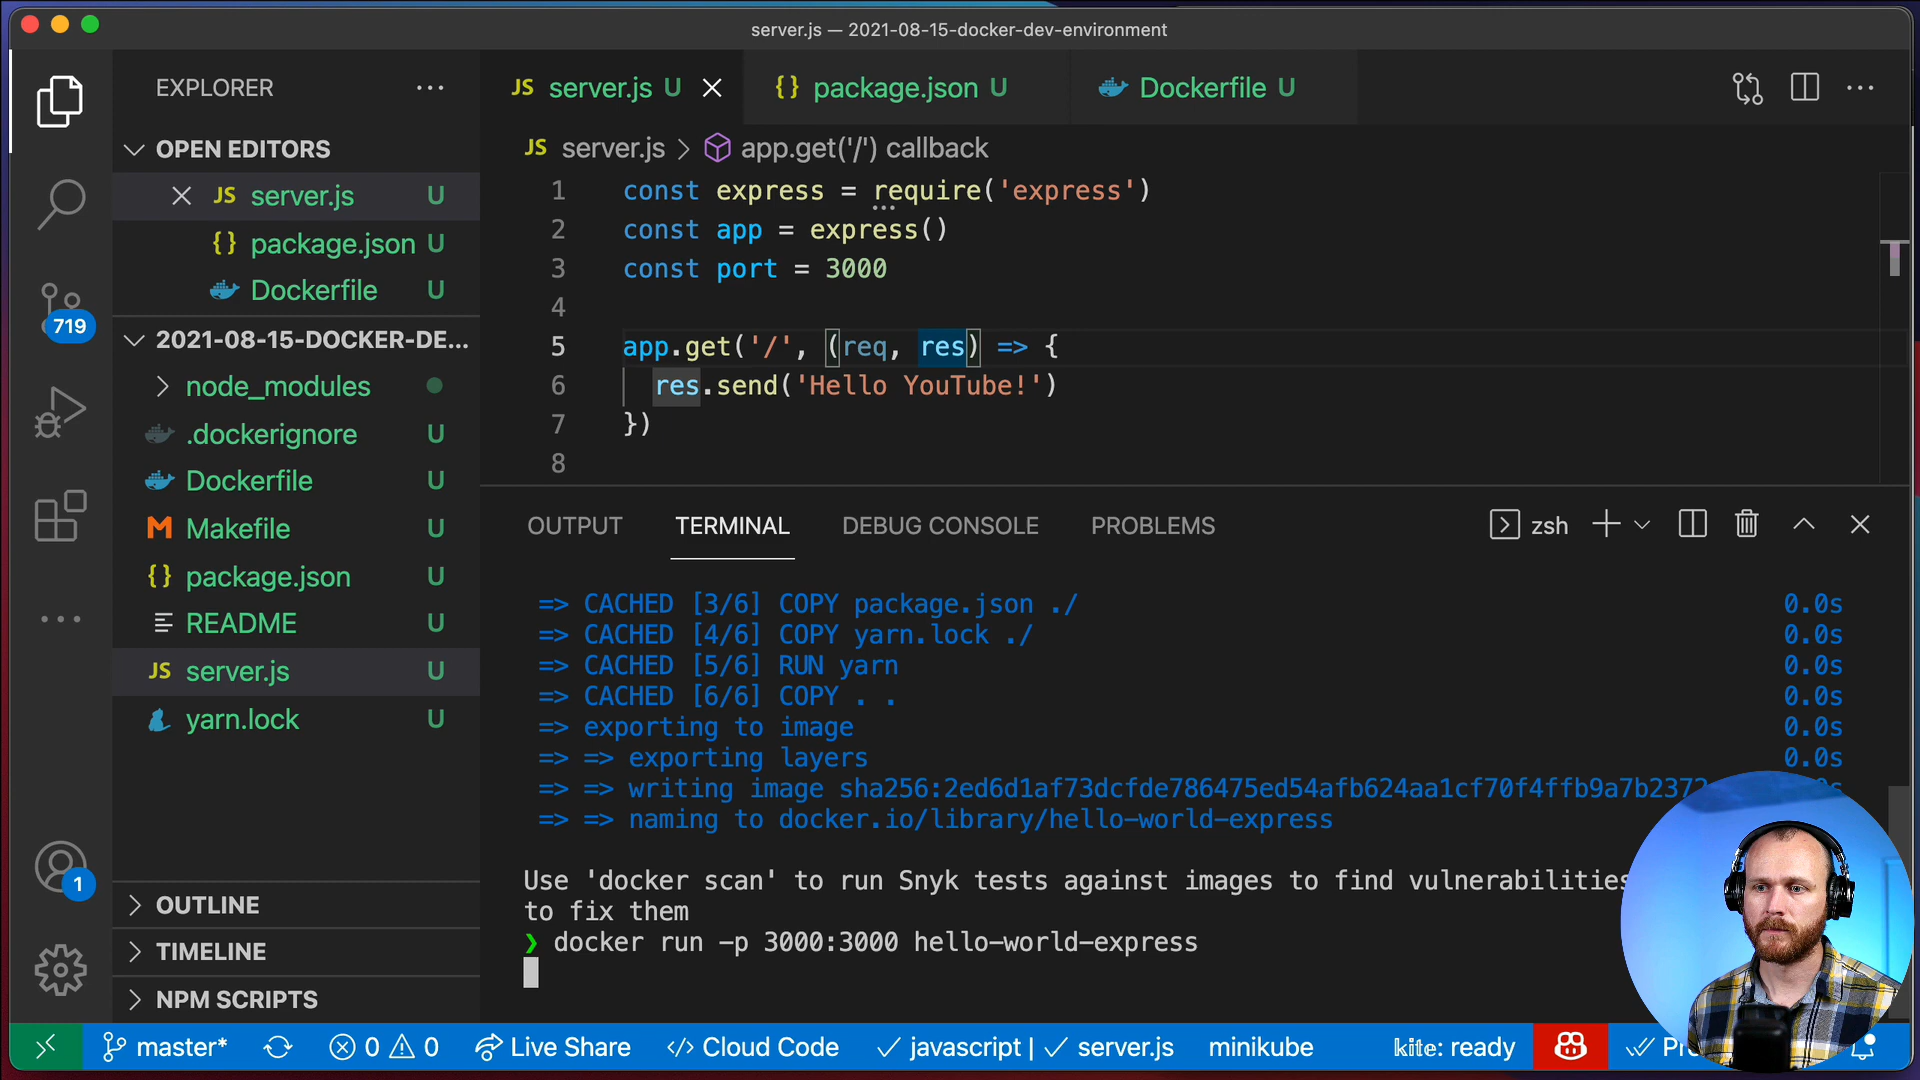 server.js — 2021-08-15-docker-dev-environment
EXPLORER
JS server.js U
{} package.json U
Dockerfile U
OPEN EDITORS
JS server.js U
{} package.json U
Dockerfile U
719
2021-08-15-DOCKER-DE...
node_modules
.dockerignore U
Dockerfile U
M Makefile U
{} package.json U
README U
JS server.js U
yarn.lock U
1
OUTLINE
TIMELINE
NPM SCRIPTS
JS server.js > app.get('/') callback
1 const express = require('express')
2 const app = express()
3 const port = 3000
4
5 app.get('/', (req, res) => {
6 res.send('Hello YouTube!')
7 })
8
OUTPUT TERMINAL DEBUG CONSOLE PROBLEMS
zsh
=> CACHED [3/6] COPY package.json ./ 0.0s
=> CACHED [4/6] COPY yarn.lock ./ 0.0s
=> CACHED [5/6] RUN yarn 0.0s
=> CACHED [6/6] COPY . . 0.0s
=> exporting to image 0.0s
=> => exporting layers 0.0s
=> => writing image sha256:2ed6d1af73dcfde786475ed54afb624aa1cf70f4ffb9a7b2372
=> => naming to docker.io/library/hello-world-express
Use 'docker scan' to run Snyk tests against images to find vulnerabilities
to fix them
❯ docker run -p 3000:3000 hello-world-express
master* 0 0 Live Share </> Cloud Code ✓ javascript | ✓ server.js minikube kite: ready